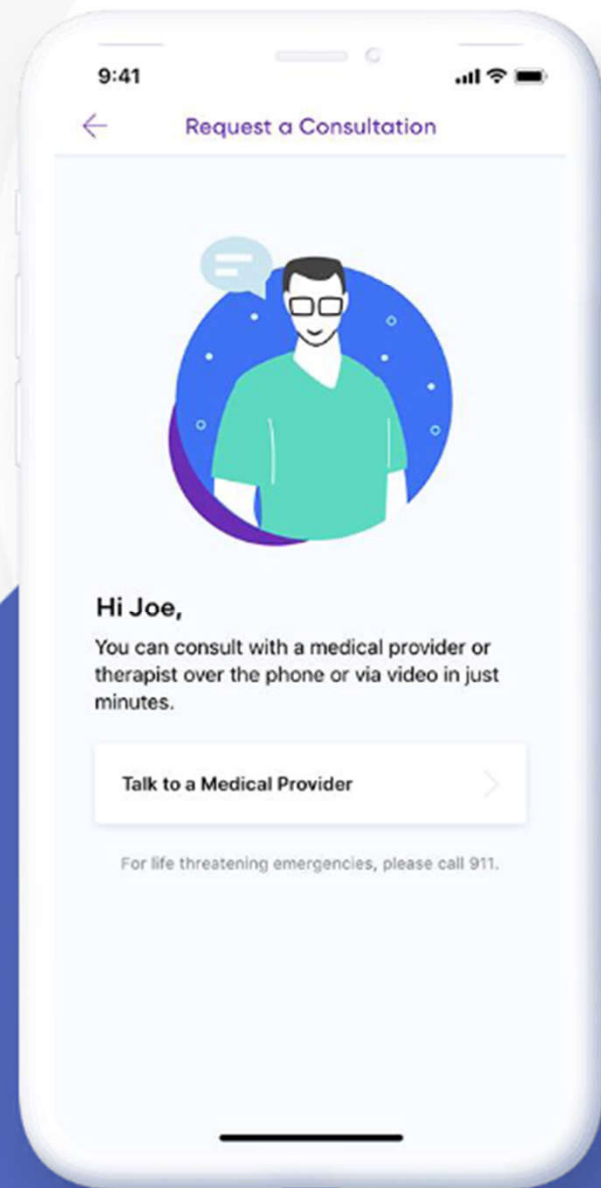 9:41
Request a Consultation
Hi Joe,
You can consult with a medical provider or
therapist over the phone or via video in just
minutes.
Talk to a Medical Provider
For life threatening emergencies, please call 911.